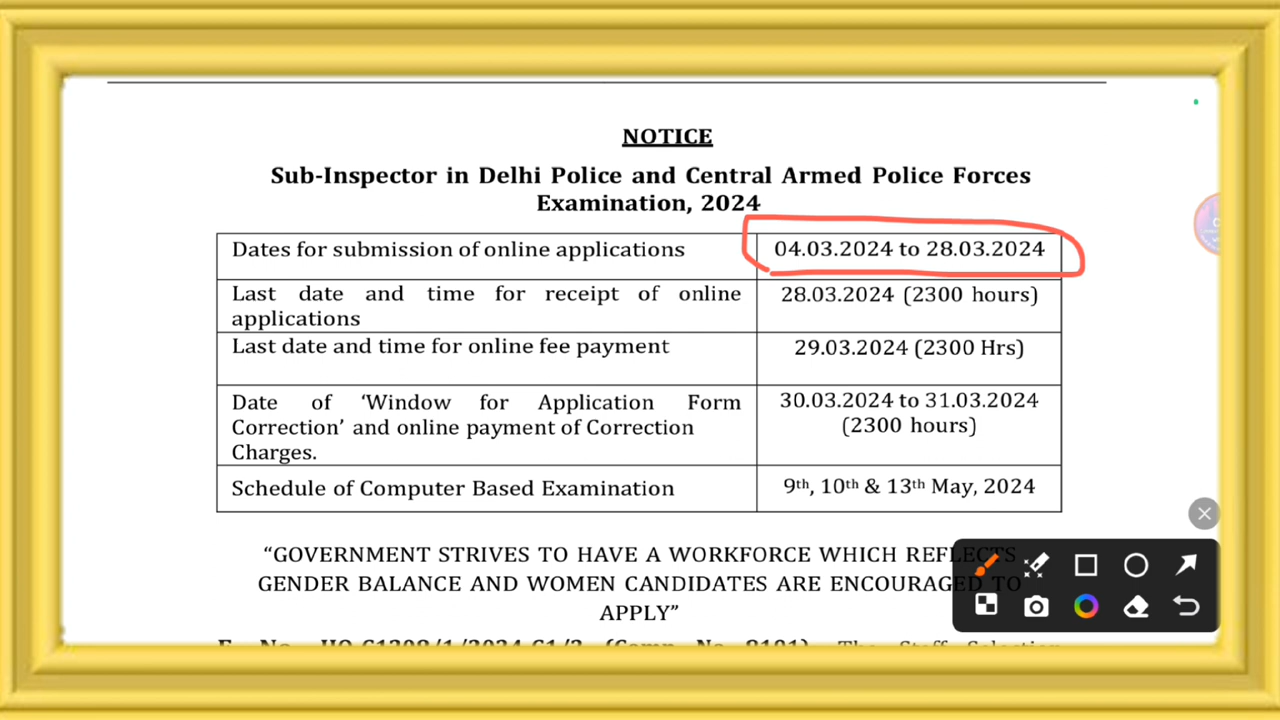 NOTICE
Sub-Inspector in Delhi Police and Central Armed Police Forces
Examination, 2024
Dates for submission of online applications
04.03.2024 to 28.03.2024
Last date and time for receipt of online
applications
28.03.2024 (2300 hours)
Last date and time for online fee payment
29.03.2024 (2300 Hrs)
Date of ‘Window for Application Form
Correction’ and online payment of Correction
Charges.
30.03.2024 to 31.03.2024
(2300 hours)
Schedule of Computer Based Examination
9th, 10th & 13th May, 2024
“GOVERNMENT STRIVES TO HAVE A WORKFORCE WHICH REFLECTS
GENDER BALANCE AND WOMEN CANDIDATES ARE ENCOURAGED TO
APPLY”